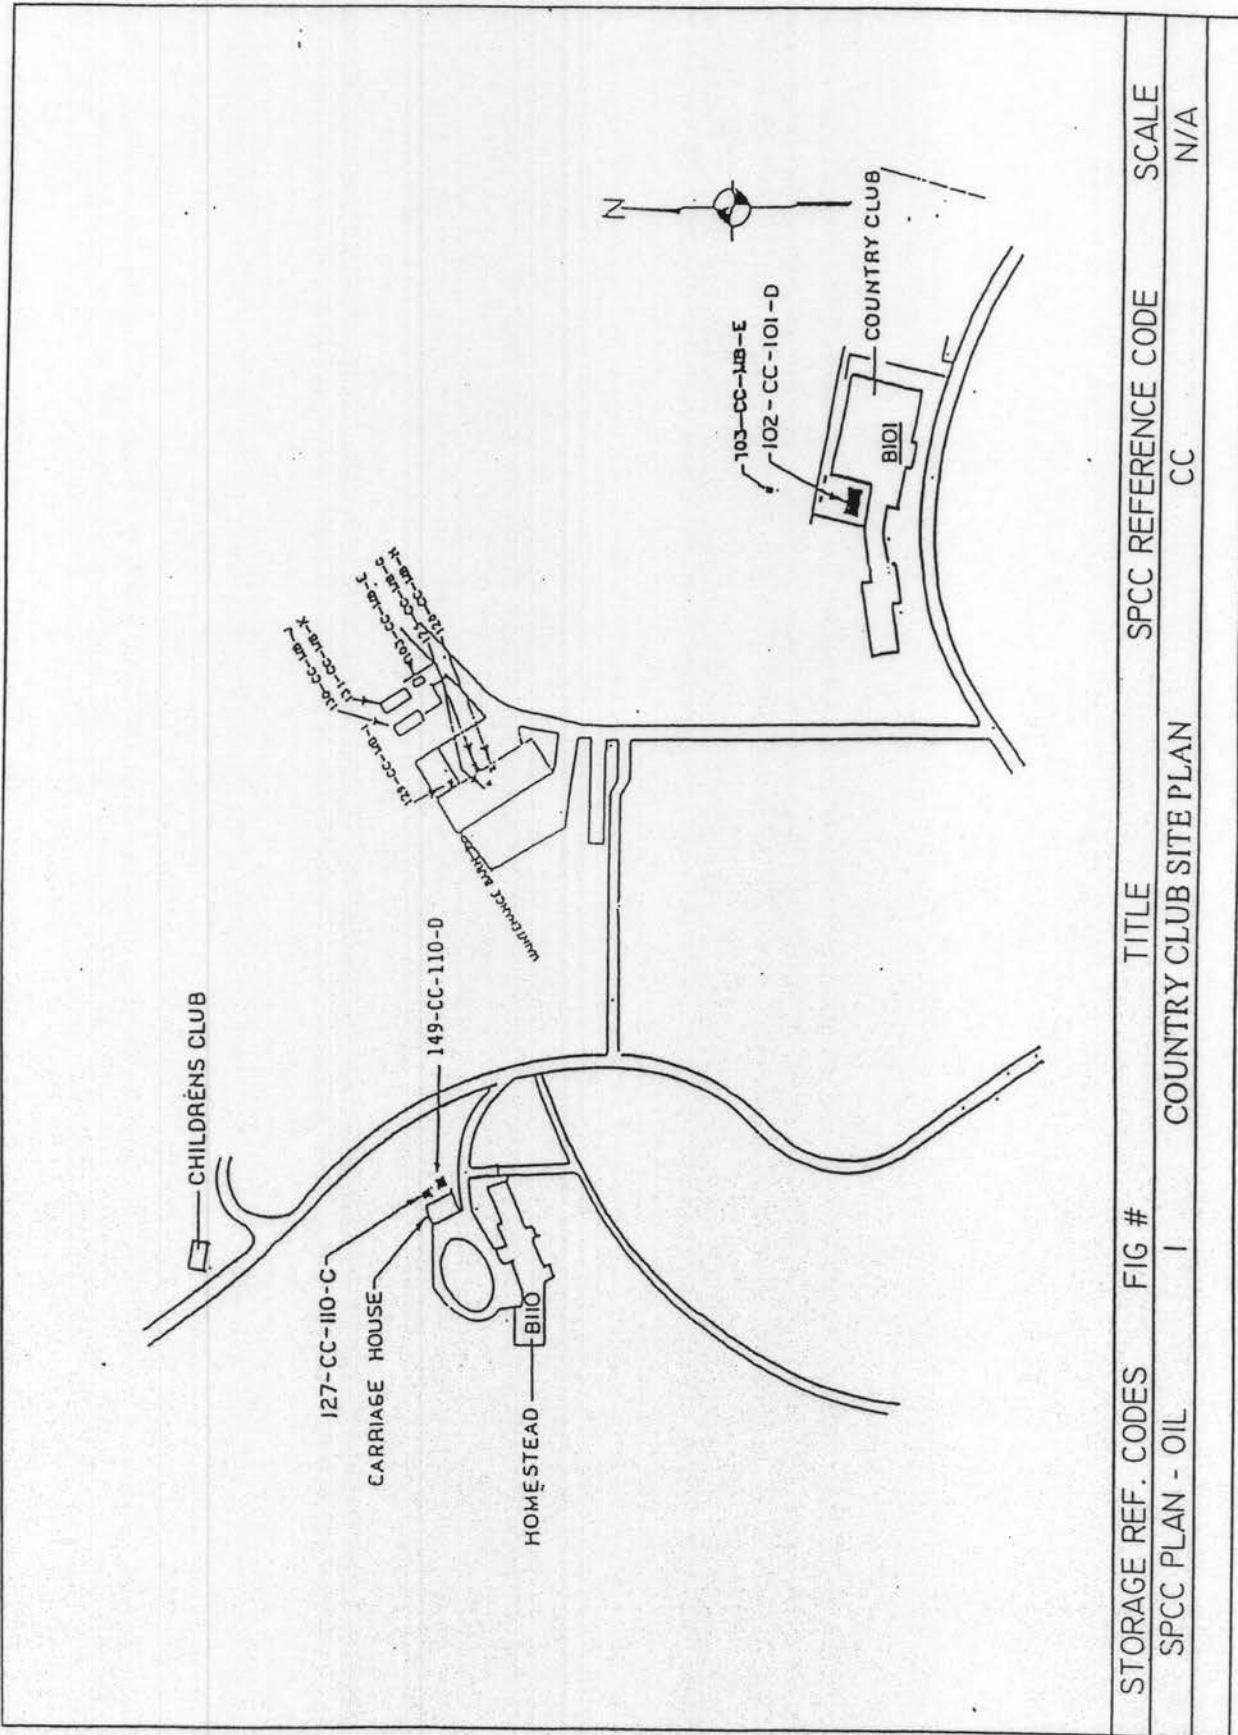 CHILDRENS CLUB
127-CC-110-C
CARRIAGE HOUSE
149-CC-110-D
HOMESTEAD
B110
MAINTENANCE BARN
N
103-CC-WB-E
102-CC-101-D
COUNTRY CLUB
B101
STORAGE REF. CODES FIG # TITLE SPCC REFERENCE CODE SCALE
SPCC PLAN - OIL 1 COUNTRY CLUB SITE PLAN CC N/A